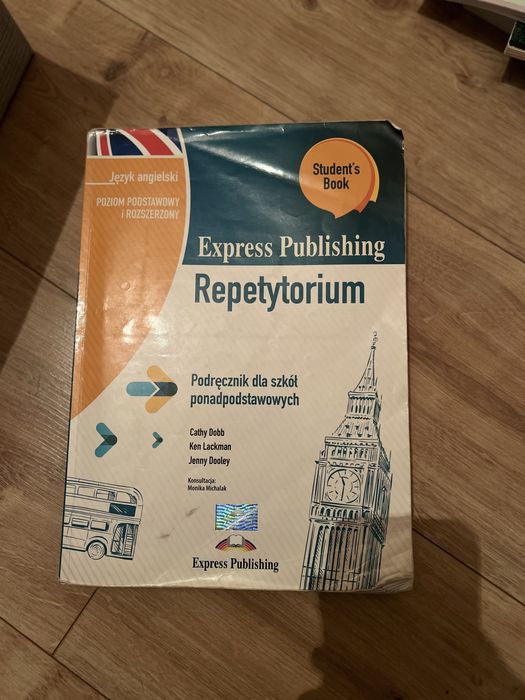 Język angielski
POZIOM PODSTAWOWY
i ROZSZERZONY
Student's
Book
Express Publishing
Repetytorium
Podręcznik dla szkół
ponadpodstawowych
Cathy Dobb
Ken Lackman
Jenny Dooley
Konsultacja:
Monika Michalak
Express Publishing